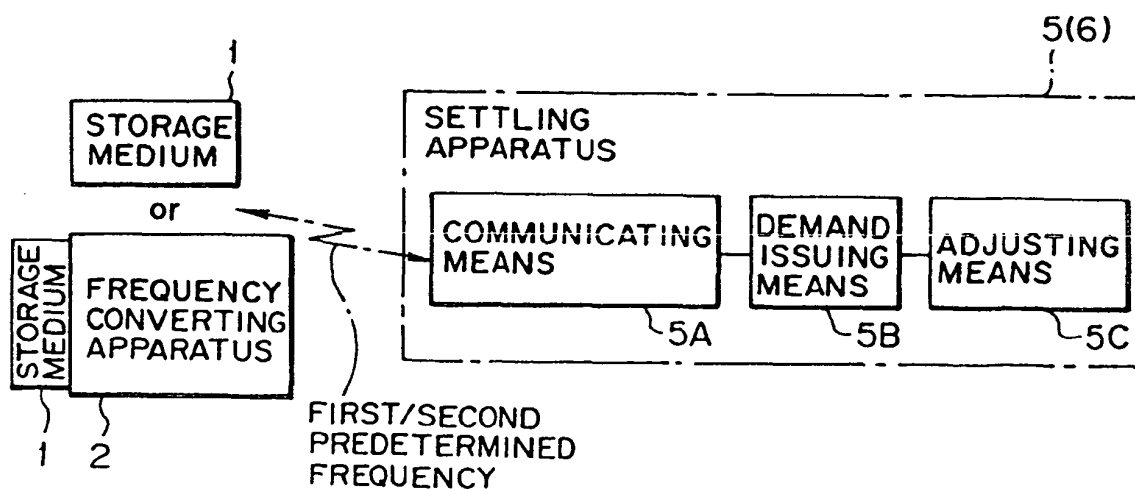 5(6)
1
STORAGE
MEDIUM
or
STORAGE
MEDIUM
FREQUENCY
CONVERTING
APPARATUS
1
2
FIRST/SECOND
PREDETERMINED
FREQUENCY
SETTLING
APPARATUS
COMMUNICATING
MEANS
5A
DEMAND
ISSUING
MEANS
5B
ADJUSTING
MEANS
5C